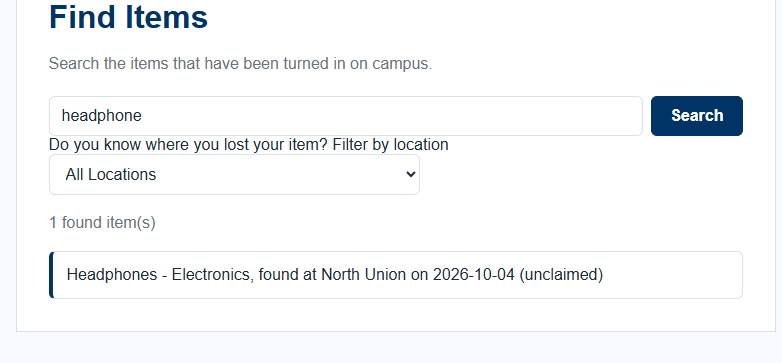 Find Items
Search the items that have been turned in on campus.
headphone
Search
Do you know where you lost your item? Filter by location
All Locations
1 found item(s)
Headphones - Electronics, found at North Union on 2026-10-04 (unclaimed)